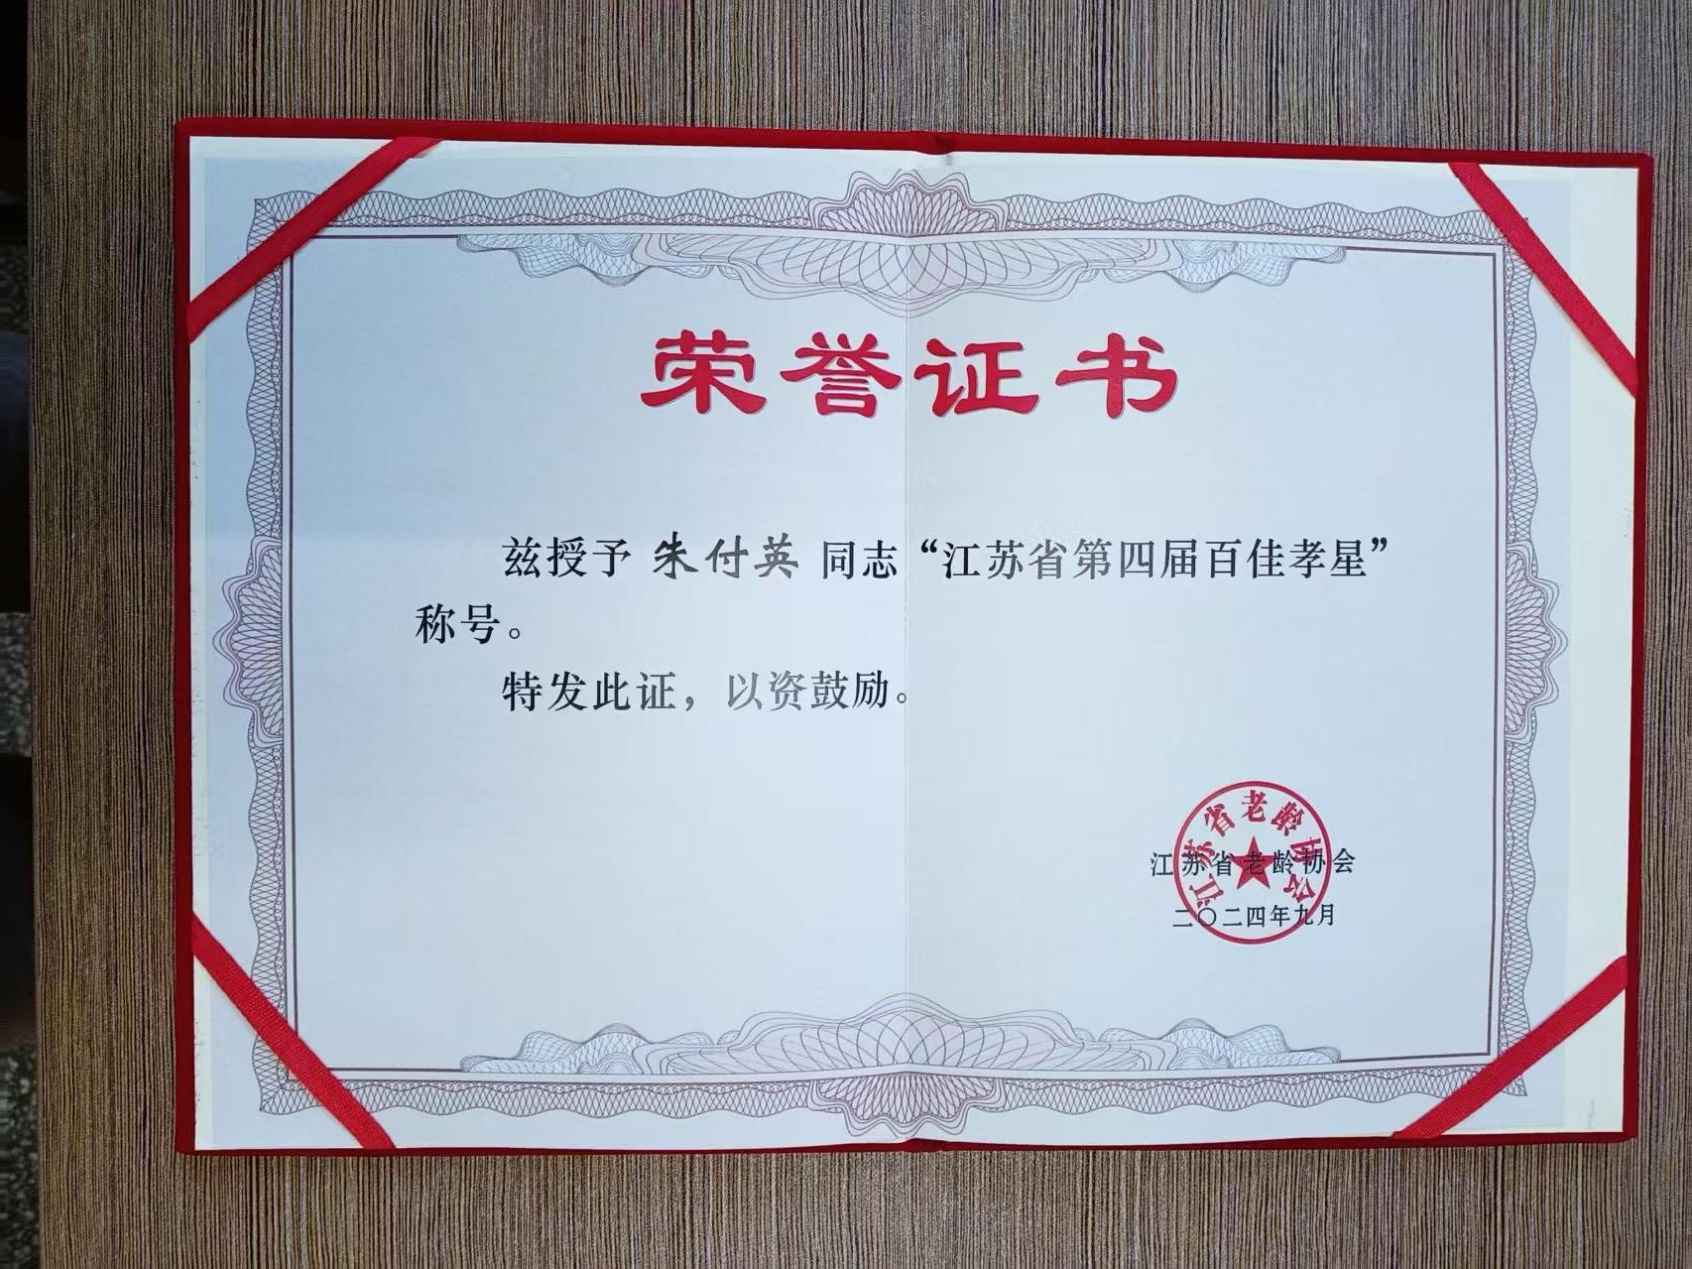 荣誉证书
兹授予 朱付英 同志“江苏省第四届百佳孝星”
称号。
特发此证，以资鼓励。
江苏省老龄协会
江苏省老龄协会
二〇二四年九月